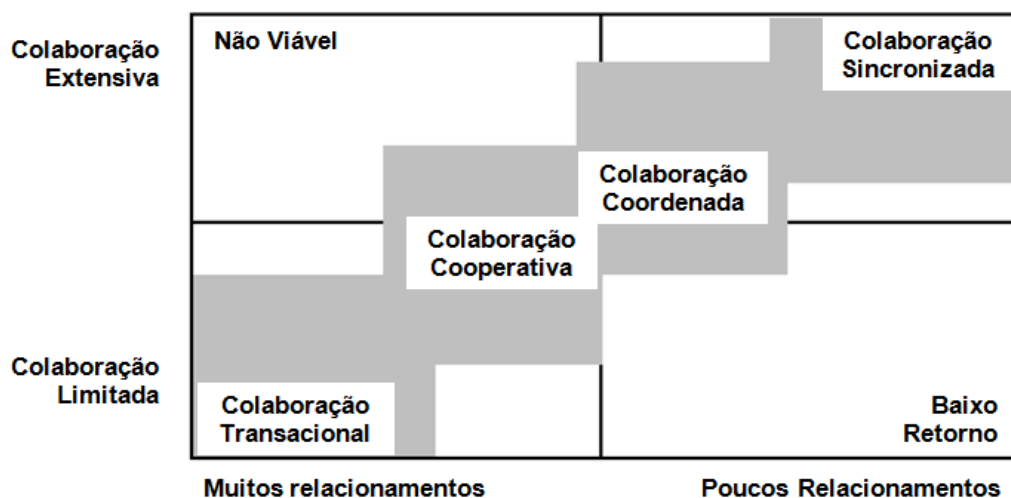 Colaboração
Extensiva
Não Viável
Colaboração
Sincronizada
Colaboração
Coordenada
Colaboração
Cooperativa
Colaboração
Limitada
Colaboração
Transacional
Baixo
Retorno
Muitos relacionamentos
Poucos Relacionamentos